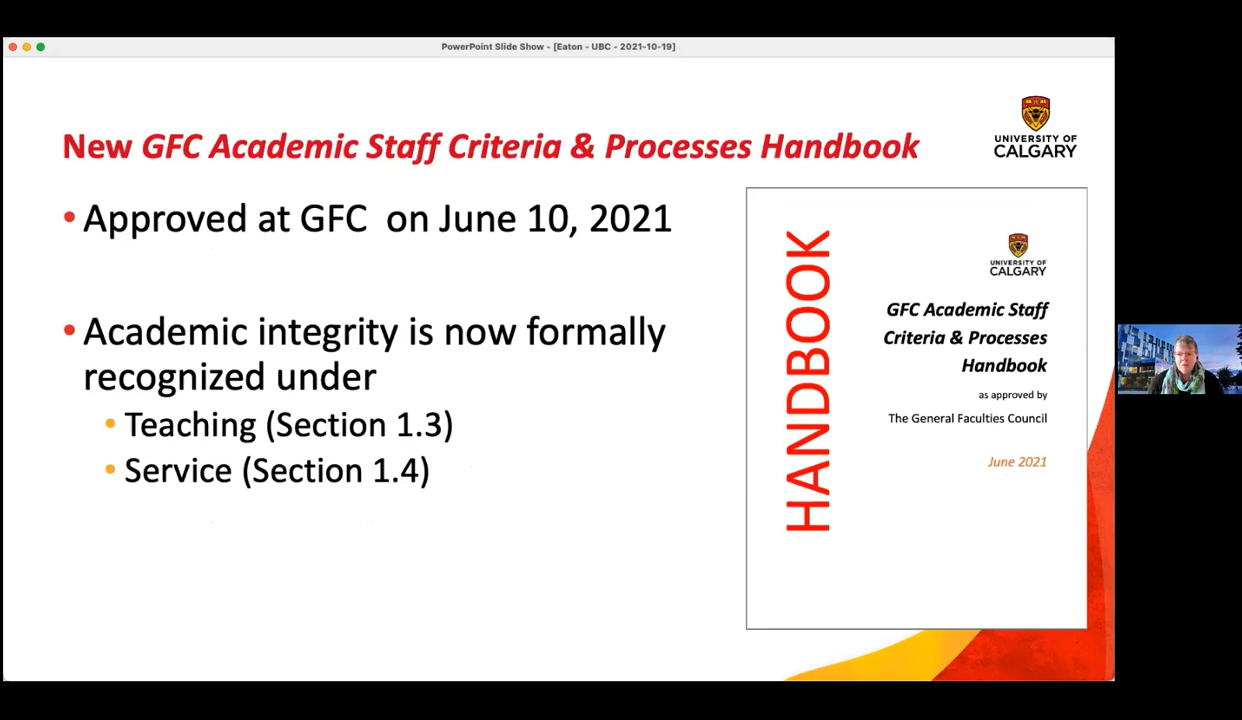 PowerPoint Slide Show - [Eaton - UBC - 2021-10-19]
New GFC Academic Staff Criteria & Processes Handbook
UNIVERSITY OF
CALGARY
• Approved at GFC  on June 10, 2021
• Academic integrity is now formally
recognized under
• Teaching (Section 1.3)
• Service (Section 1.4)
HANDBOOK
UNIVERSITY OF
CALGARY
GFC Academic Staff
Criteria & Processes
Handbook
as approved by
The General Faculties Council
June 2021